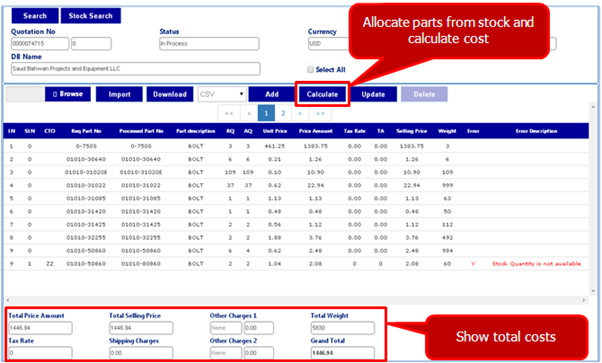 Search Stock Search
Allocate parts from stock and
calculate cost
Quotation No Status Currency
0000074715 0 In Process USD
DB Name
Saud Bahwan Projects and Equipment LLC Select All
Browse Import Download CSV Add Calculate Update Delete
<< < 1 2 > >>
LN SLN CTO Req Part No Processed Part No Part description RQ AQ Unit Price Price Amount Tax Rate TA Selling Price Weight Error Error Description
1 0 0-750S 0-750S BOLT 3 3 461.25 1383.75 0.00 0.00 1383.75 3
2 0 01010-30640 01010-30640 BOLT 6 6 0.21 1.26 0.00 0.00 1.26 6
3 0 01010-31020E 01010-31020E BOLT 109 109 0.10 10.90 0.00 0.00 10.90 109
4 0 01010-31022 01010-31022 BOLT 37 37 0.62 22.94 0.00 0.00 22.94 999
5 0 01010-31085 01010-31085 BOLT 1 1 1.13 1.13 0.00 0.00 1.13 63
6 0 01010-31420 01010-31420 BOLT 1 1 0.48 0.48 0.00 0.00 0.48 50
7 0 01010-31425 01010-31425 BOLT 2 2 0.56 1.12 0.00 0.00 1.12 112
8 0 01010-32255 01010-32255 BOLT 2 2 1.88 3.76 0.00 0.00 3.76 492
9 0 01010-50860 01010-50860 BOLT 6 4 0.62 2.48 0.00 0.00 2.48 984
9 1 ZZ 01010-50860 01010-80860 BOLT 2 2 1.04 2.08 0 0 2.08 60 Y Stock Quantity is not available
Total Price Amount Total Selling Price Other Charges 1 Total Weight
1446.94 1446.94 Name 0.00 5830
Tax Rate Shipping Charges Other Charges 2 Grand Total
0 0.00 Name 0.00 1446.94
Show total costs